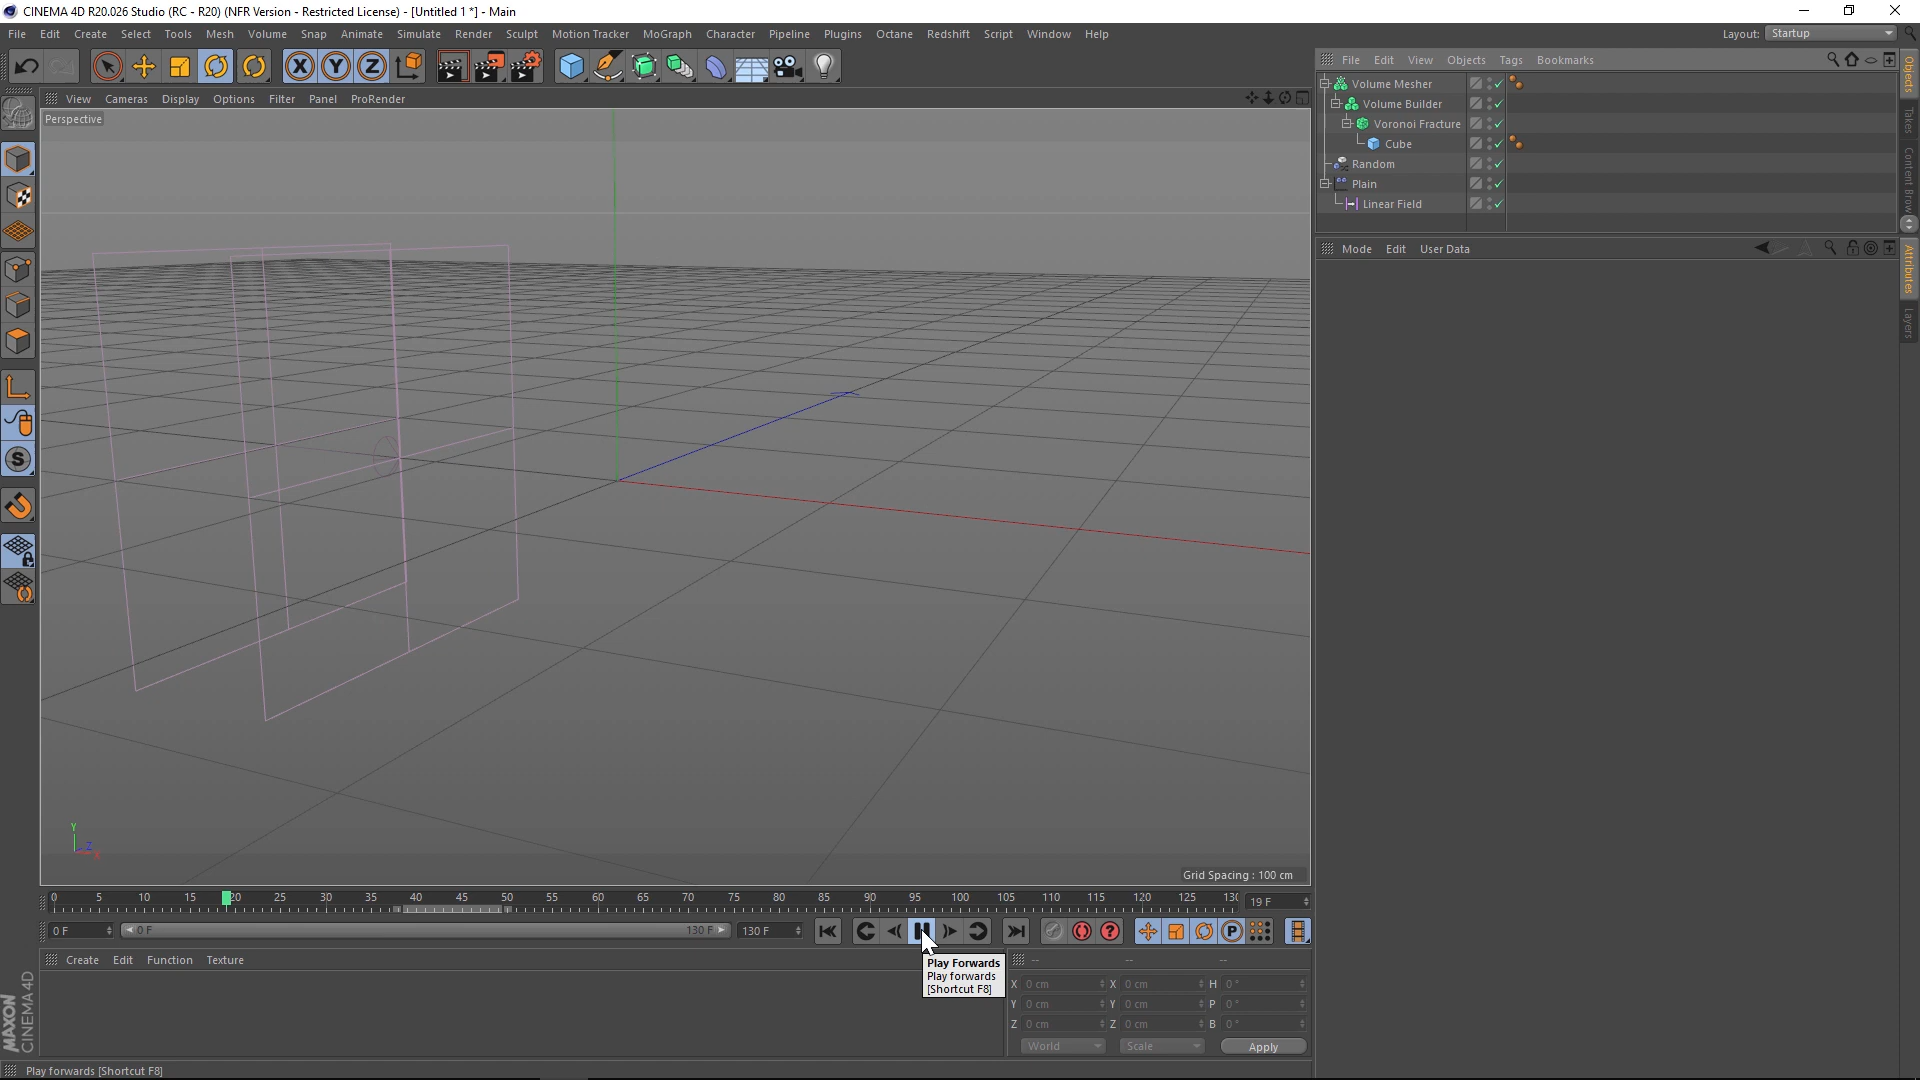 CINEMA 4D R20.026 Studio (RC - R20) (NFR Version - Restricted License) - [Untitled 1 *] - Main
File Edit Create Select Tools Mesh Volume Snap Animate Simulate Render Sculpt Motion Tracker MoGraph Character Pipeline Plugins Octane Redshift Script Window Help
Layout: Startup
X Y Z
View Cameras Display Options Filter Panel ProRender
Perspective
File Edit View Objects Tags Bookmarks
Volume Mesher
Volume Builder
Voronoi Fracture
Cube
Random
Plain
Linear Field
Objects
Takes
Content Brow
Mode Edit User Data
Attributes
Layers
S
Y
Z
X
Grid Spacing : 100 cm
0 5 10 15 20 25 30 35 40 45 50 55 60 65 70 75 80 85 90 95 100 105 110 115 120 125 130
19 F
0 F 0 F 130 F 130 F
P
Play Forwards
Play forwards
[Shortcut F8]
Create Edit Function Texture
-- -- --
X 0 cm X 0 cm H 0 °
Y 0 cm Y 0 cm P 0 °
Z 0 cm Z 0 cm B 0 °
World Scale Apply
MAXON
CINEMA 4D
Play forwards [Shortcut F8]